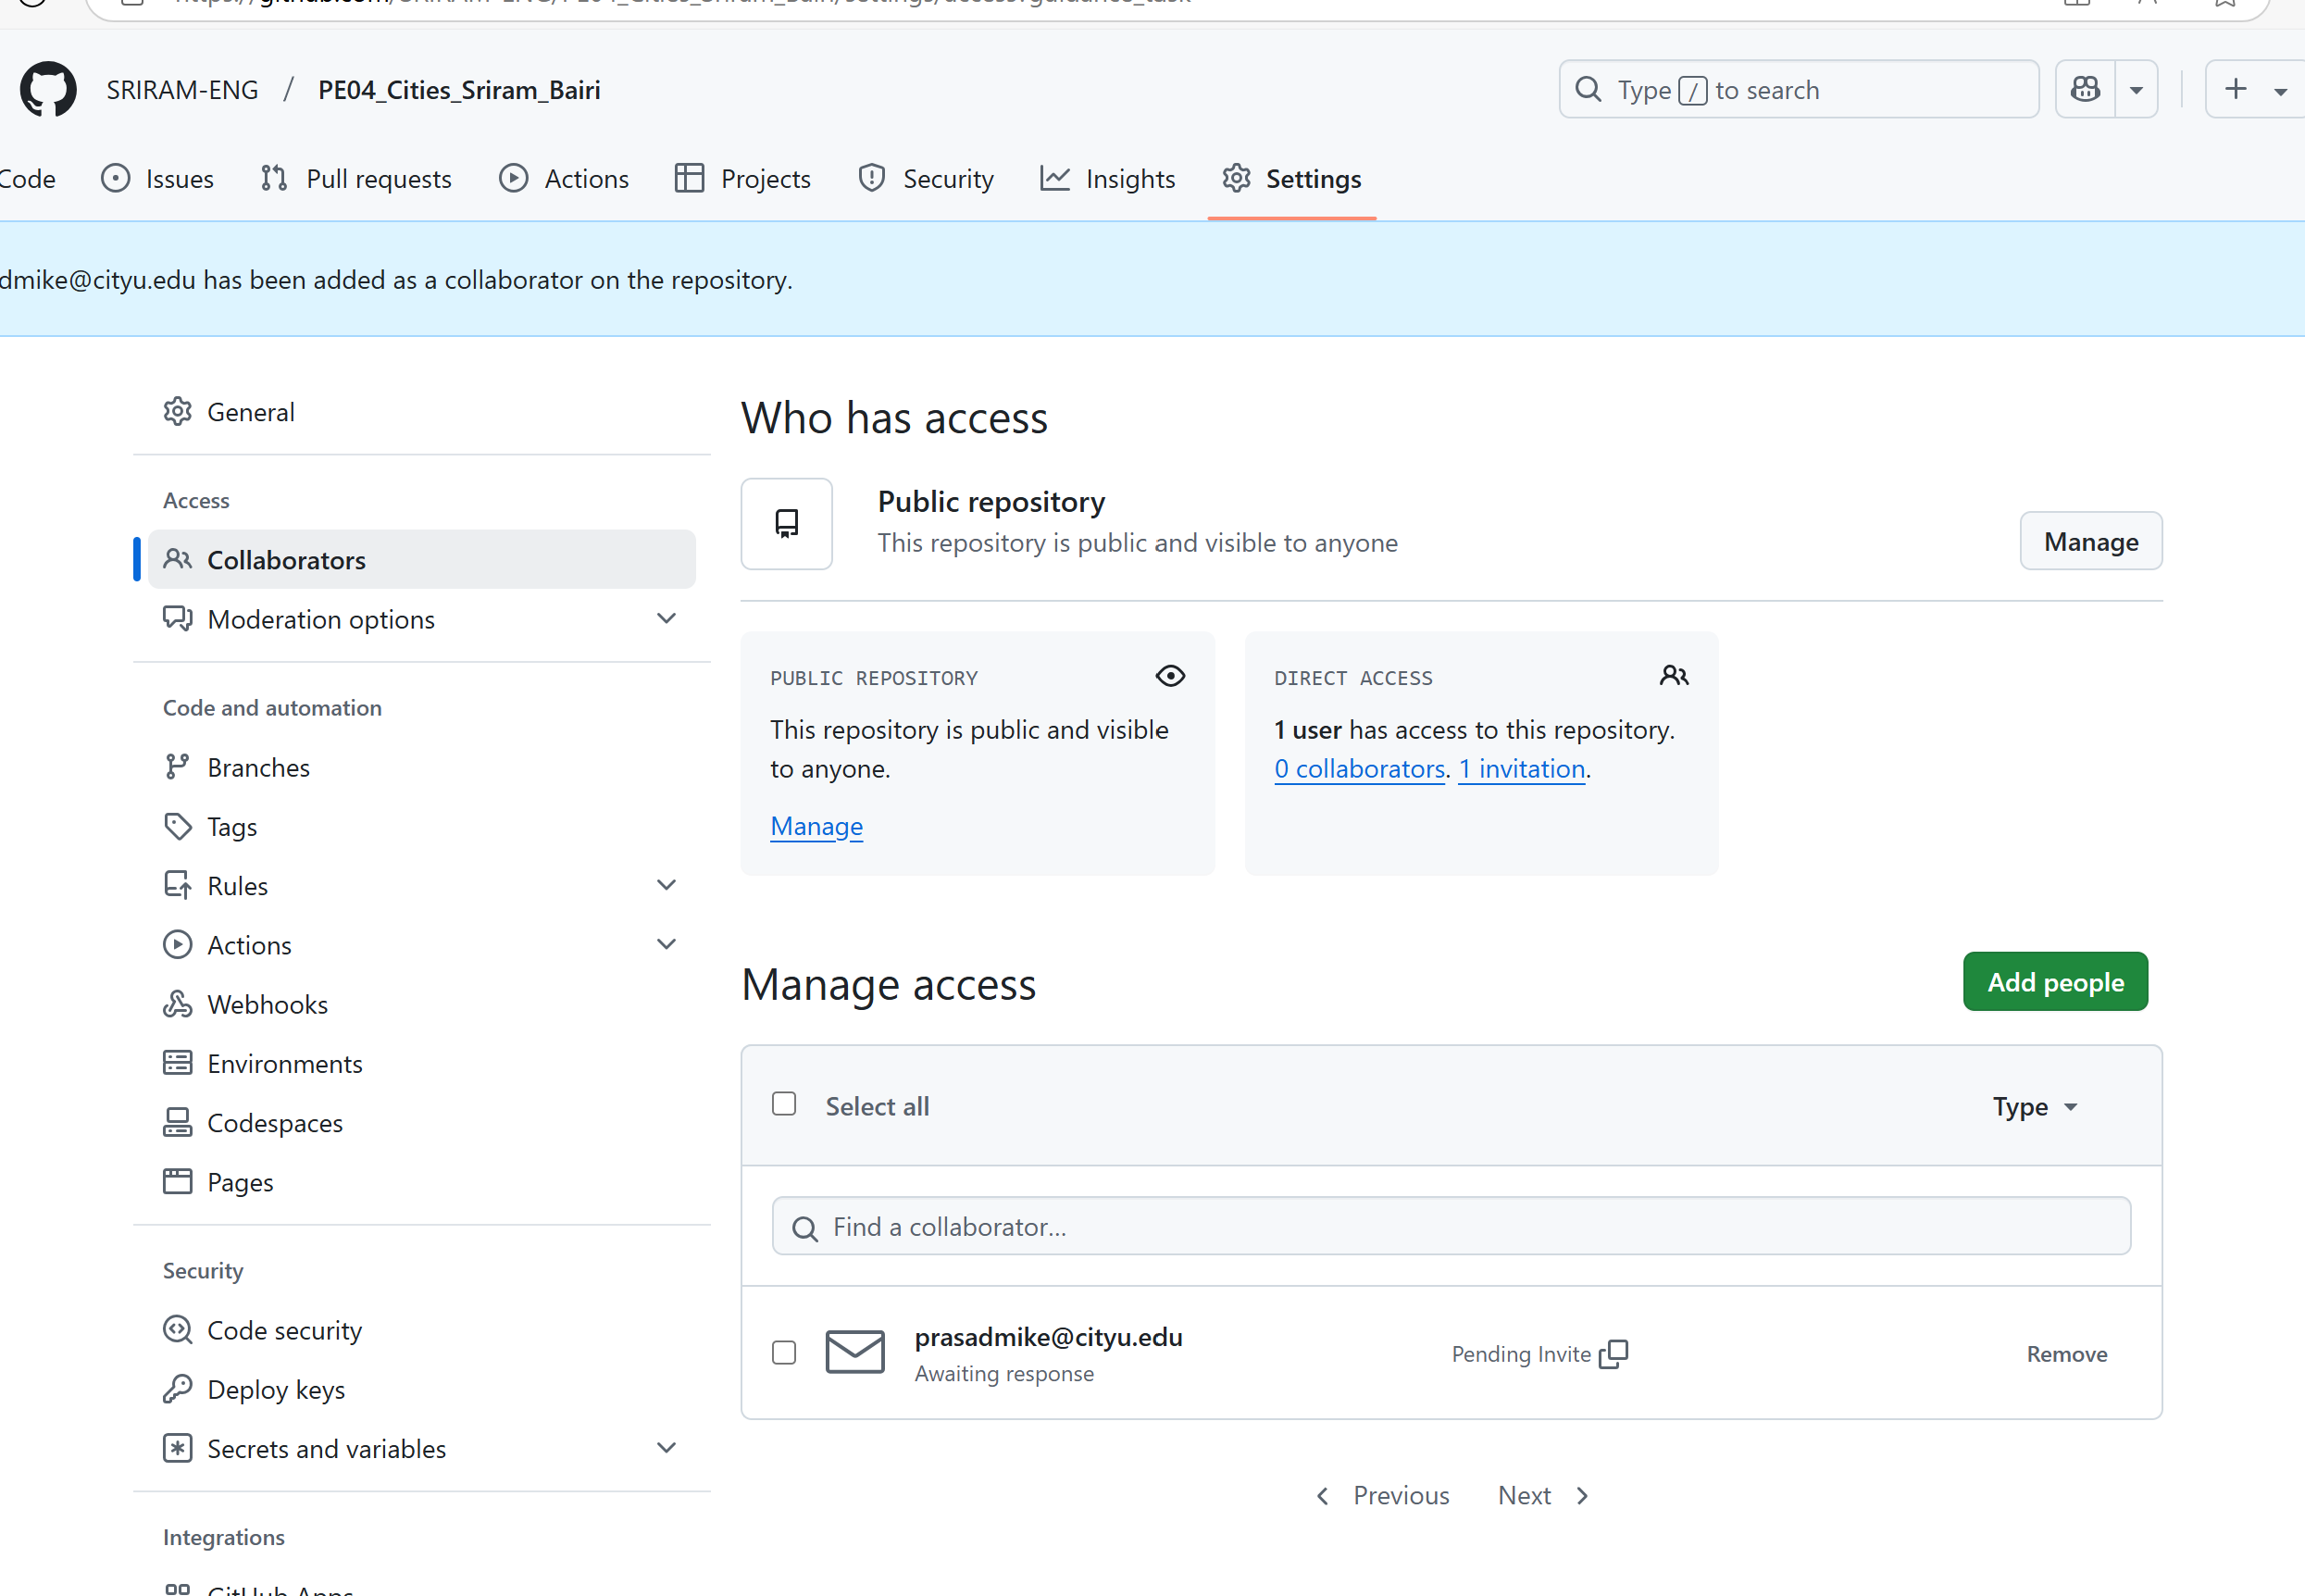 SRIRAM-ENG / PE04_Cities_Sriram_Bairi
Type / to search
Code
Issues
Pull requests
Actions
Projects
Security
Insights
Settings
dmike@cityu.edu has been added as a collaborator on the repository.
General
Access
Collaborators
Moderation options
Code and automation
Branches
Tags
Rules
Actions
Webhooks
Environments
Codespaces
Pages
Security
Code security
Deploy keys
Secrets and variables
Integrations
GitHub Apps
Who has access
Public repository
This repository is public and visible to anyone
Manage
PUBLIC REPOSITORY
This repository is public and visible
to anyone.
Manage
DIRECT ACCESS
1 user has access to this repository.
0 collaborators. 1 invitation.
Manage access
Add people
Select all
Type
Find a collaborator...
prasadmike@cityu.edu
Awaiting response
Pending Invite
Remove
Previous
Next